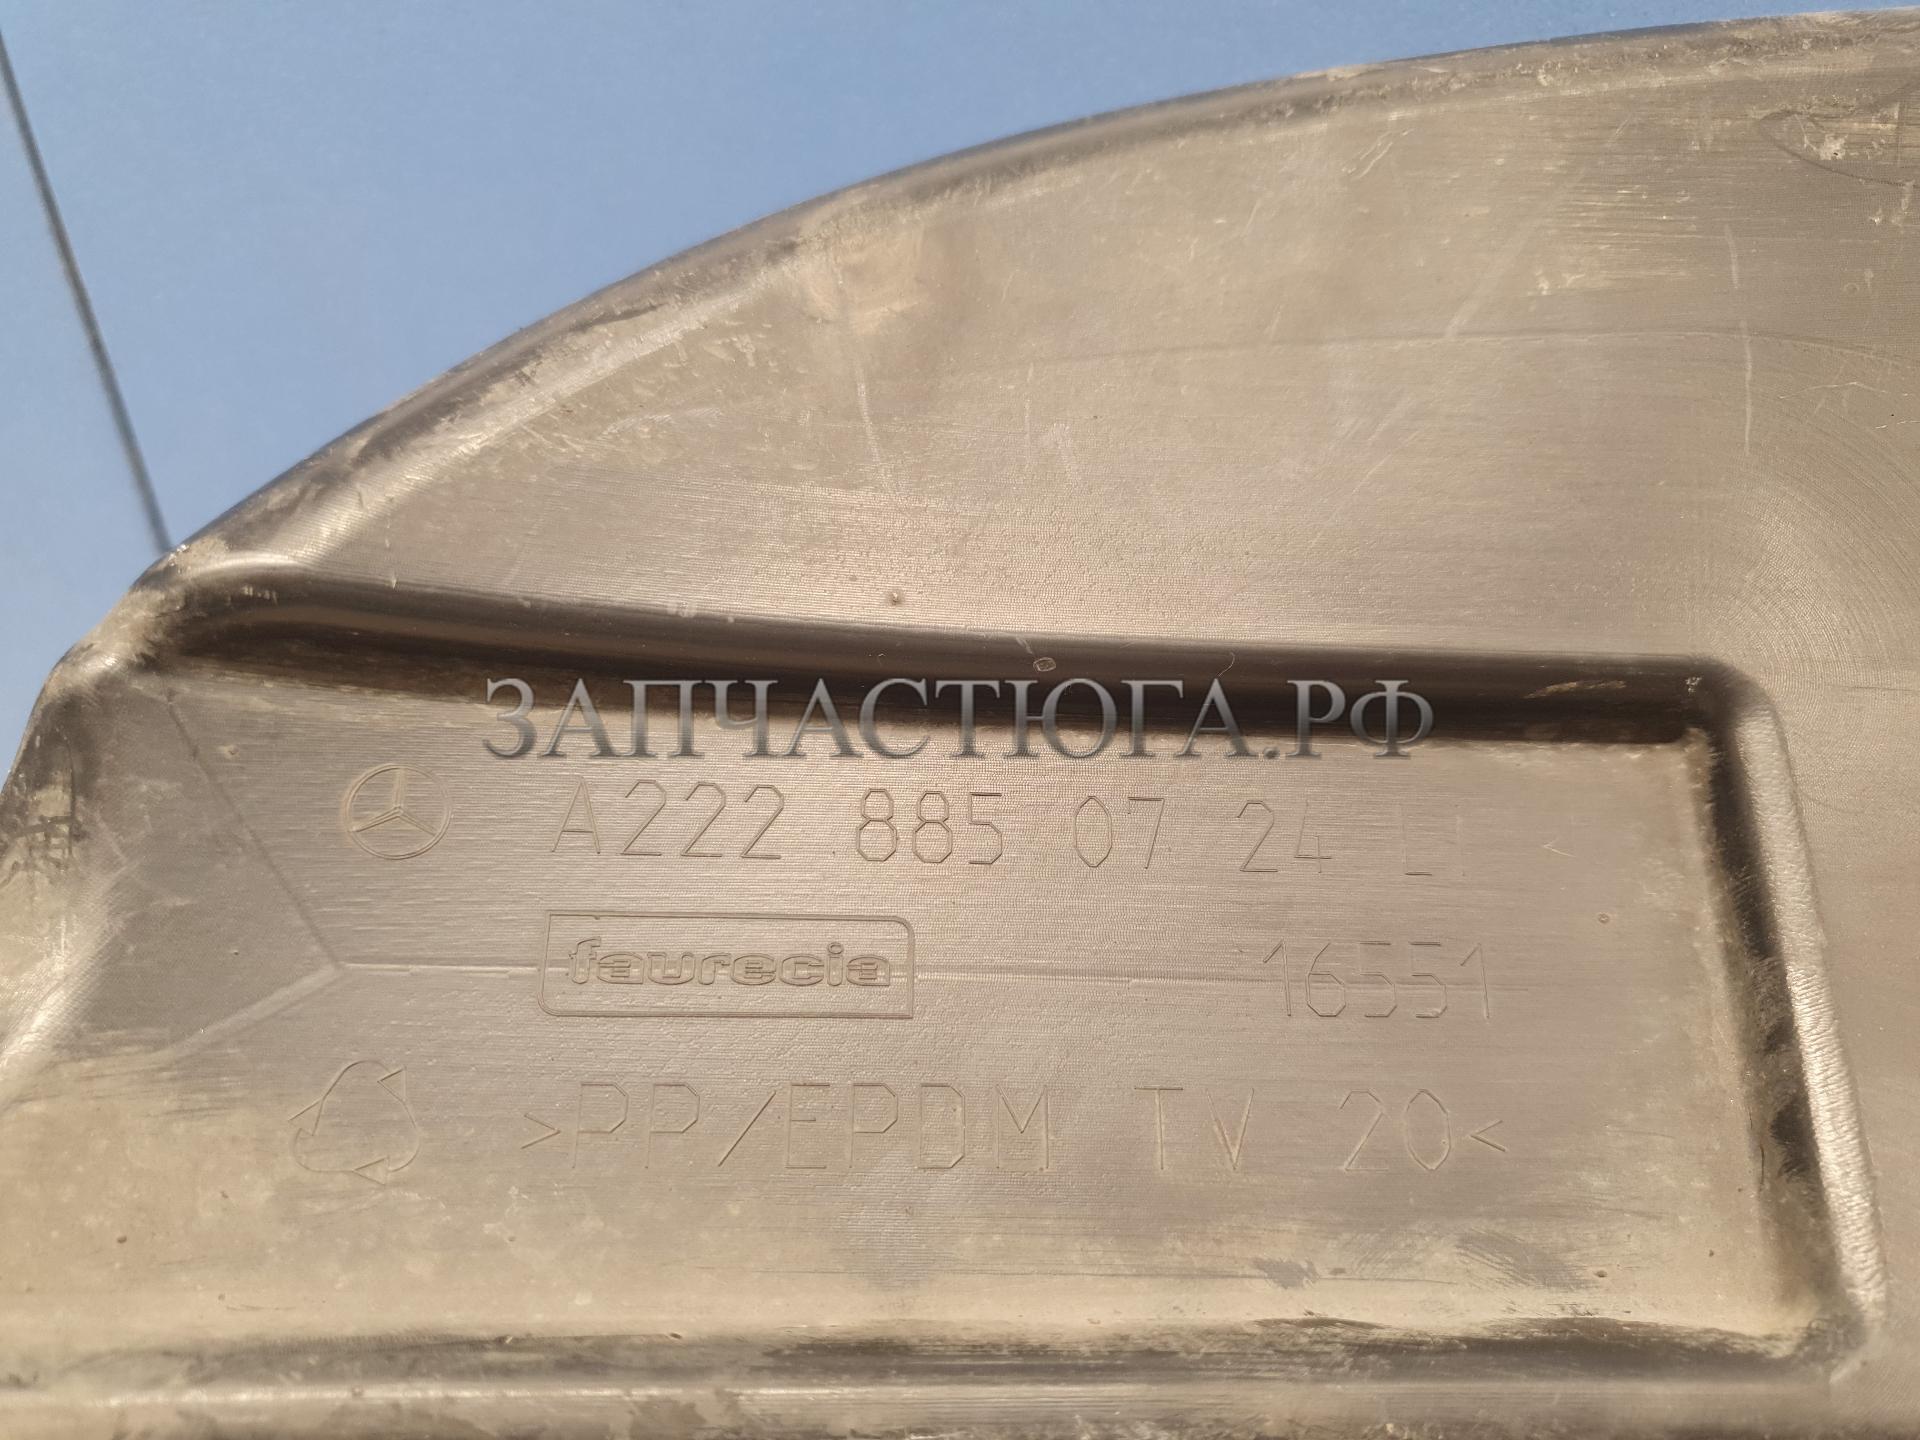 ЗАПЧАСТЮГА.РФ
A222 885 07 24
faurecia 16551
>PP/EPDM TV 20<